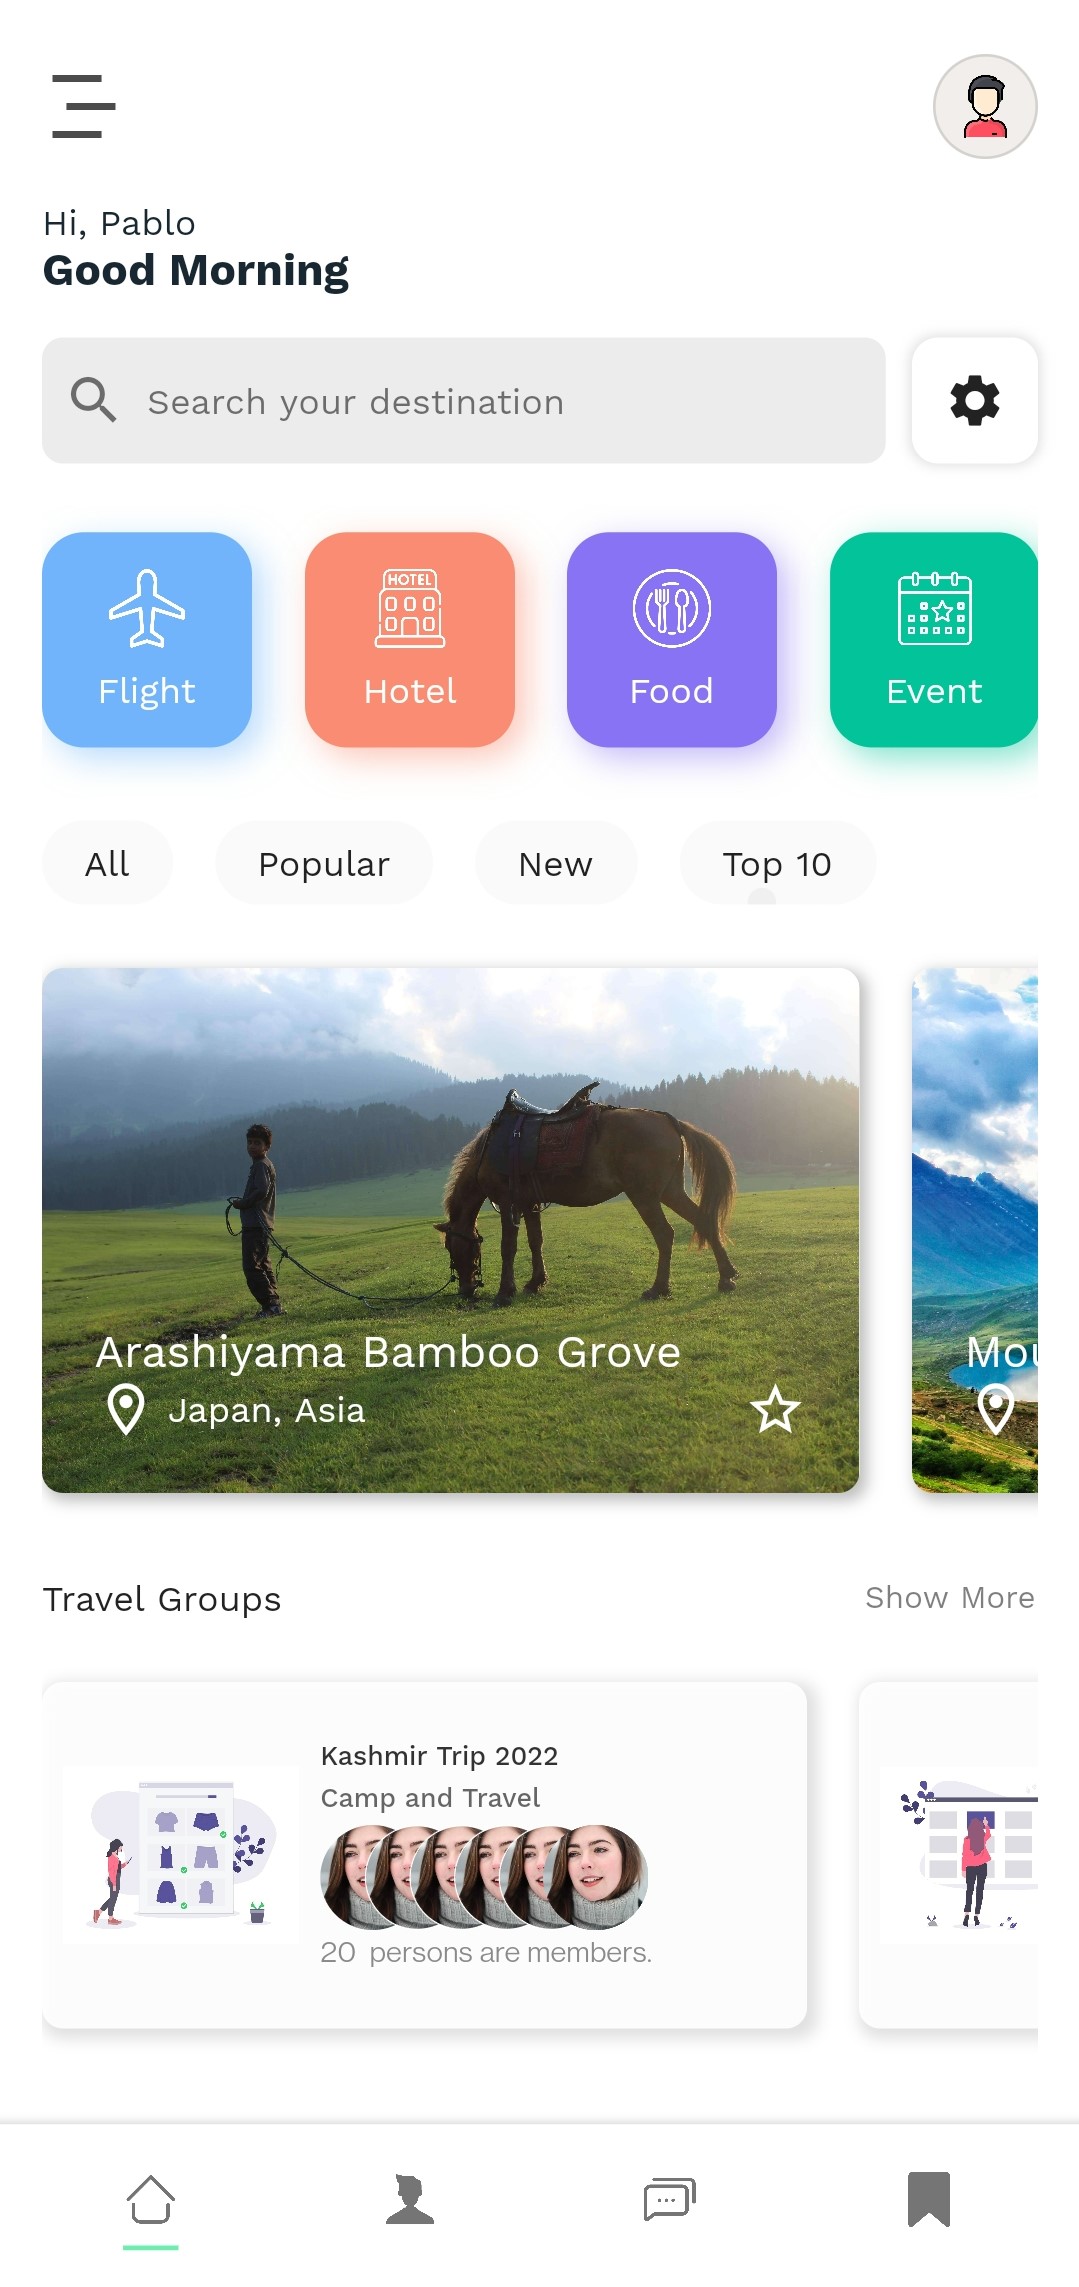 Hi, Pablo
Good Morning
Search your destination
HOTEL
Flight
Hotel
Food
Event
All
Popular
New
Top 10
Arashiyama Bamboo Grove
Japan, Asia
Mou
Travel Groups
Show More
Kashmir Trip 2022
Camp and Travel
20 persons are members.